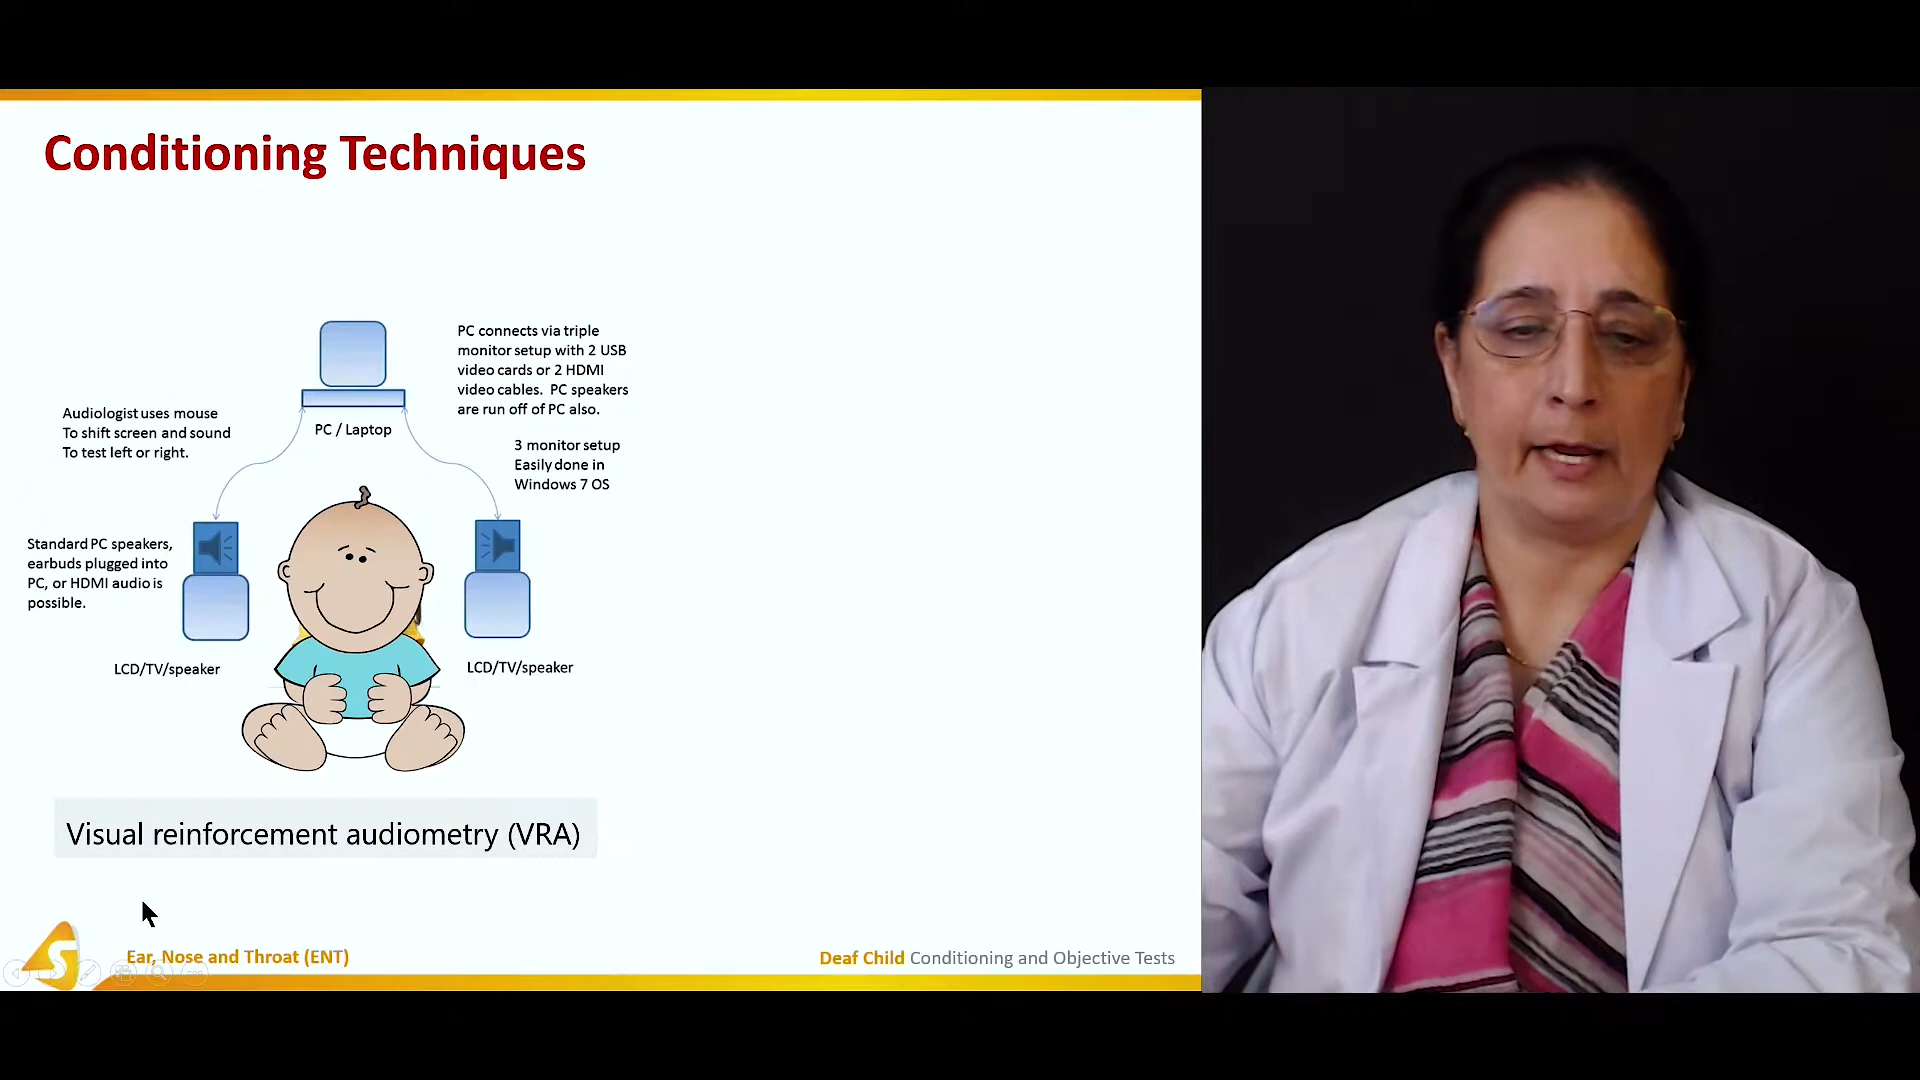 Conditioning Techniques
PC connects via triple
monitor setup with 2 USB
video cards or 2 HDMI
video cables. PC speakers
are run off of PC also.
Audiologist uses mouse
To shift screen and sound
To test left or right.
PC / Laptop
3 monitor setup
Easily done in
Windows 7 OS
Standard PC speakers,
earbuds plugged into
PC, or HDMI audio is
possible.
LCD/TV/speaker
LCD/TV/speaker
Visual reinforcement audiometry (VRA)
S
Ear, Nose and Throat (ENT)
Deaf Child Conditioning and Objective Tests